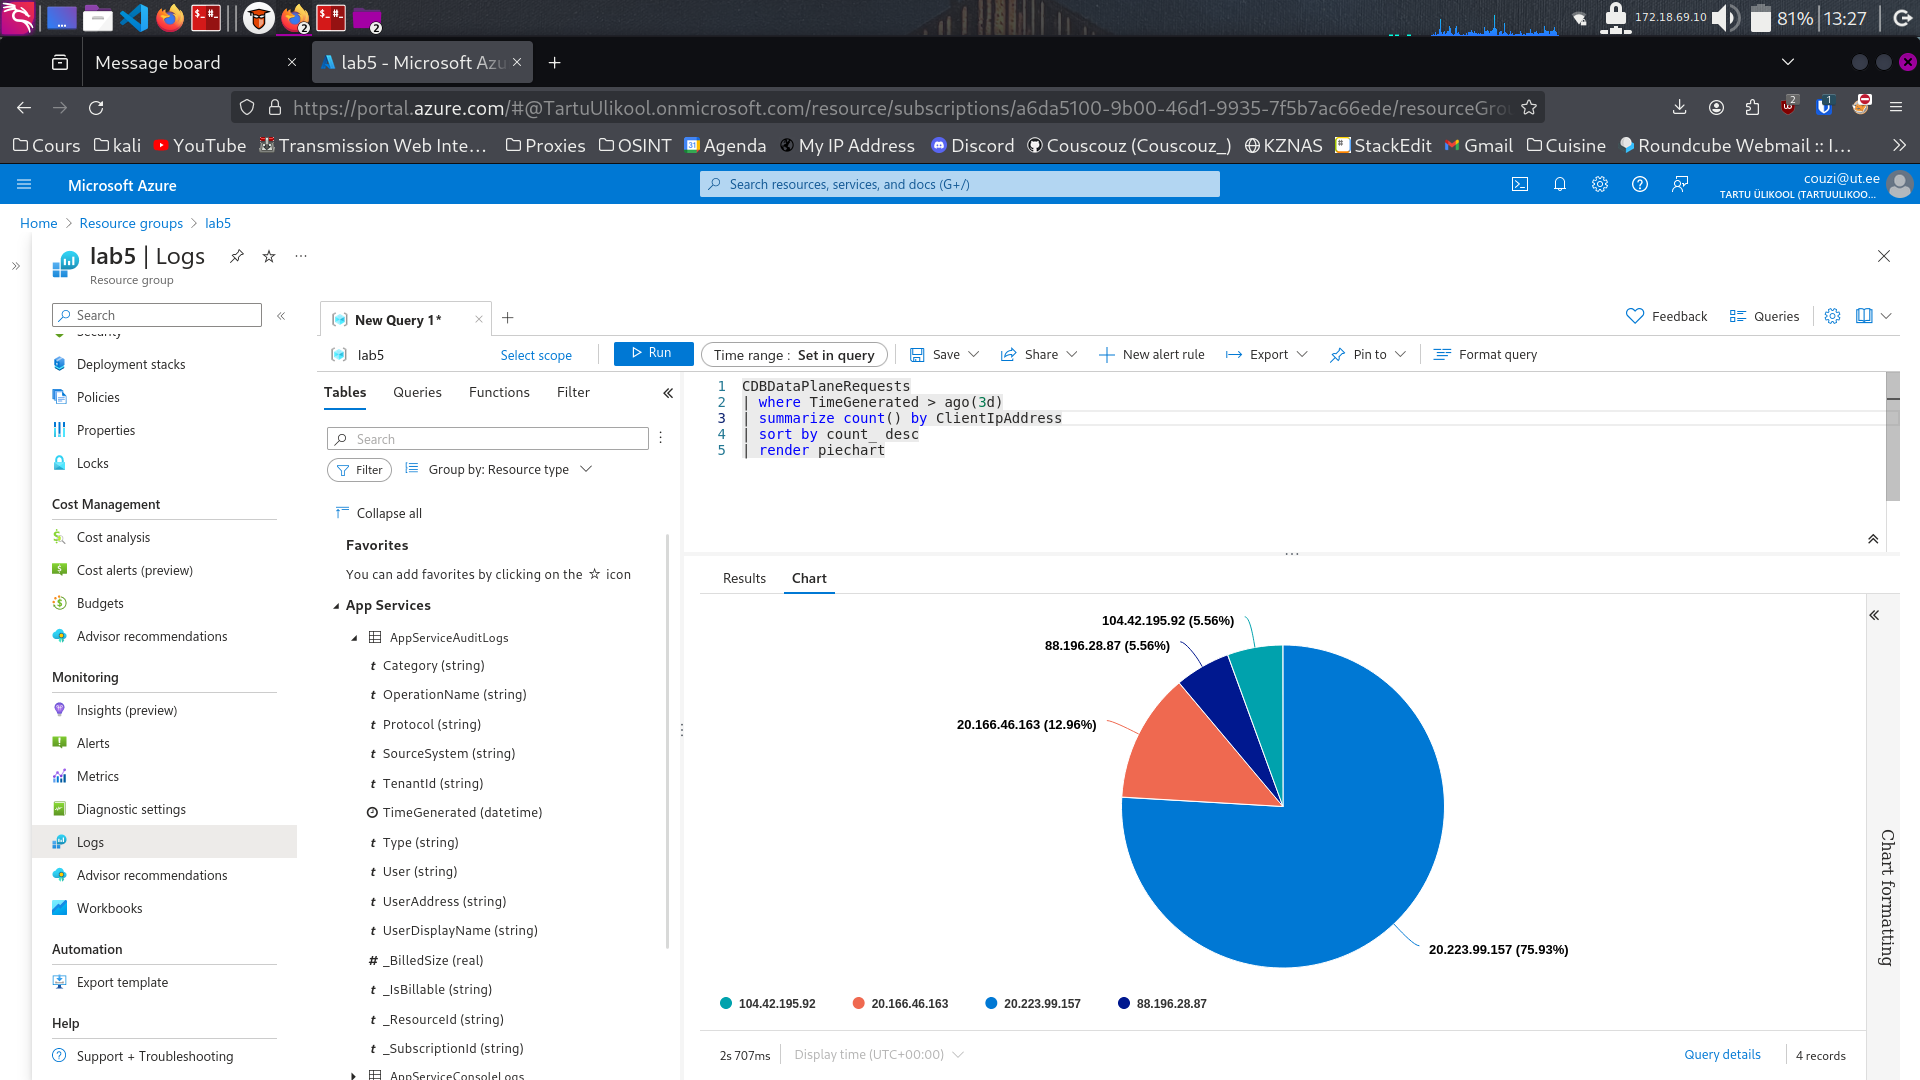 2
2
172.18.69.10
81%
13:27
Message board
lab5 - Microsoft Azu
https://portal.azure.com/#@TartuUlikool.onmicrosoft.com/resource/subscriptions/a6da5100-9b00-46d1-9935-7f5b7ac66ede/resourceGrou
2
1
Cours
kali
YouTube
Transmission Web Inte…
Proxies
OSINT
Agenda
My IP Address
Discord
Couscouz (Couscouz_)
KZNAS
StackEdit
Gmail
Cuisine
Roundcube Webmail :: I…
Microsoft Azure
Search resources, services, and docs (G+/)
couzi@ut.ee
TARTU ÜLIKOOL (TARTUULIKOO...
Home > Resource groups > lab5
lab5 | Logs
Resource group
Search
Security
Deployment stacks
Policies
Properties
Locks
Cost Management
Cost analysis
Cost alerts (preview)
Budgets
Advisor recommendations
Monitoring
Insights (preview)
Alerts
Metrics
Diagnostic settings
Logs
Advisor recommendations
Workbooks
Automation
Export template
Help
Support + Troubleshooting
New Query 1*
Feedback
Queries
lab5
Select scope
Run
Time range : Set in query
Save
Share
New alert rule
Export
Pin to
Format query
Tables
Queries
Functions
Filter
Search
Filter
Group by: Resource type
Collapse all
Favorites
You can add favorites by clicking on the ☆ icon
App Services
AppServiceAuditLogs
t Category (string)
t OperationName (string)
t Protocol (string)
t SourceSystem (string)
t TenantId (string)
TimeGenerated (datetime)
t Type (string)
t User (string)
t UserAddress (string)
t UserDisplayName (string)
# _BilledSize (real)
t _IsBillable (string)
t _ResourceId (string)
t _SubscriptionId (string)
AppServiceConsoleLogs
1 CDBDataPlaneRequests
2 | where TimeGenerated > ago(3d)
3 | summarize count() by ClientIpAddress
4 | sort by count_ desc
5 | render piechart
Results
Chart
104.42.195.92 (5.56%)
88.196.28.87 (5.56%)
20.166.46.163 (12.96%)
20.223.99.157 (75.93%)
104.42.195.92
20.166.46.163
20.223.99.157
88.196.28.87
Chart formatting
2s 707ms
Display time (UTC+00:00)
Query details
4 records